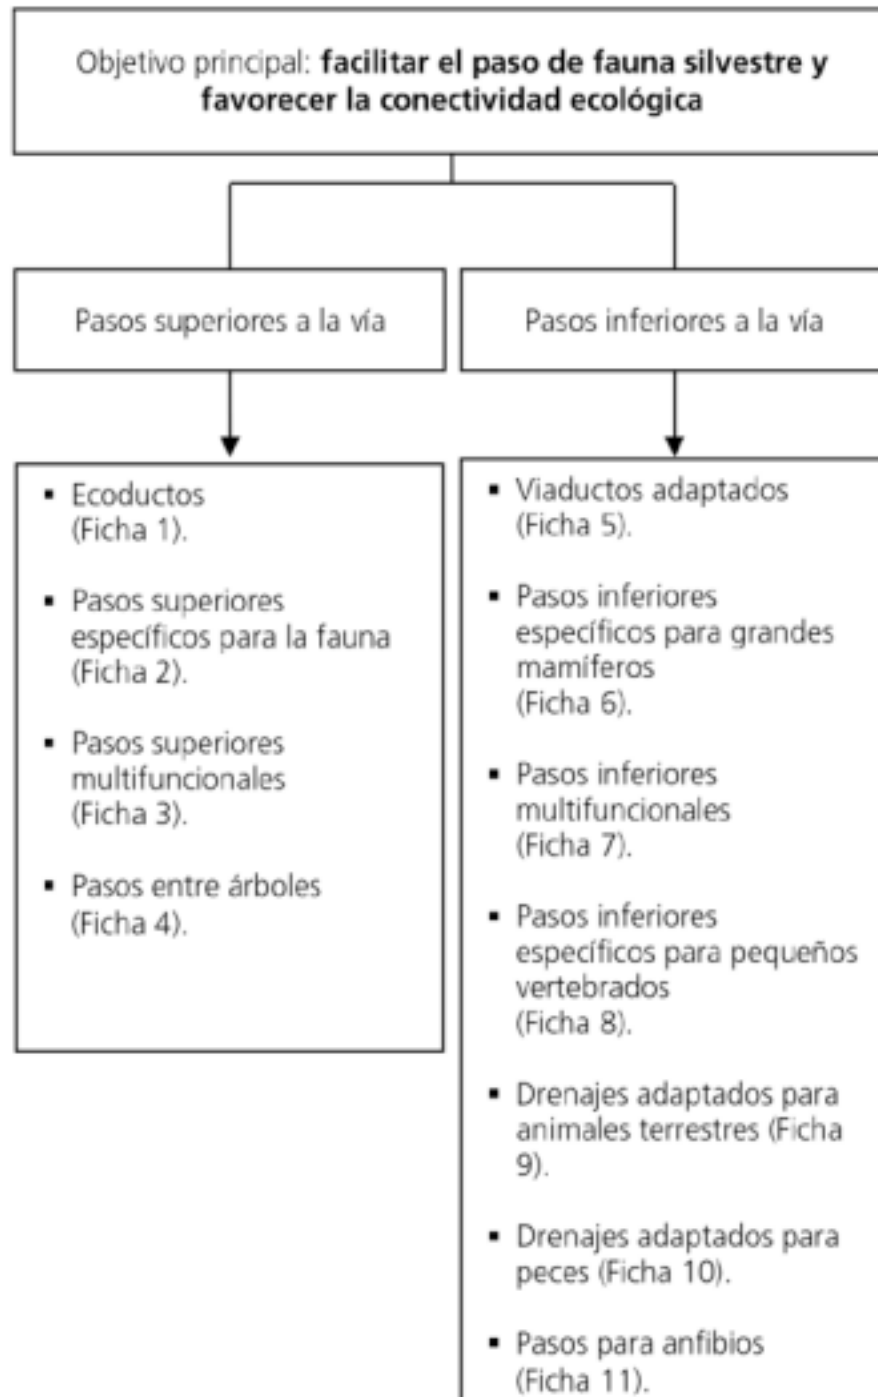 Objetivo principal: facilitar el paso de fauna silvestre y
favorecer la conectividad ecológica
Pasos superiores a la vía
Pasos inferiores a la vía
▪ Ecoductos
(Ficha 1).
▪ Pasos superiores
específicos para la fauna
(Ficha 2).
▪ Pasos superiores
multifuncionales
(Ficha 3).
▪ Pasos entre árboles
(Ficha 4).
▪ Viaductos adaptados
(Ficha 5).
▪ Pasos inferiores
específicos para grandes
mamíferos
(Ficha 6).
▪ Pasos inferiores
multifuncionales
(Ficha 7).
▪ Pasos inferiores
específicos para pequeños
vertebrados
(Ficha 8).
▪ Drenajes adaptados para
animales terrestres (Ficha
9).
▪ Drenajes adaptados para
peces (Ficha 10).
▪ Pasos para anfibios
(Ficha 11).